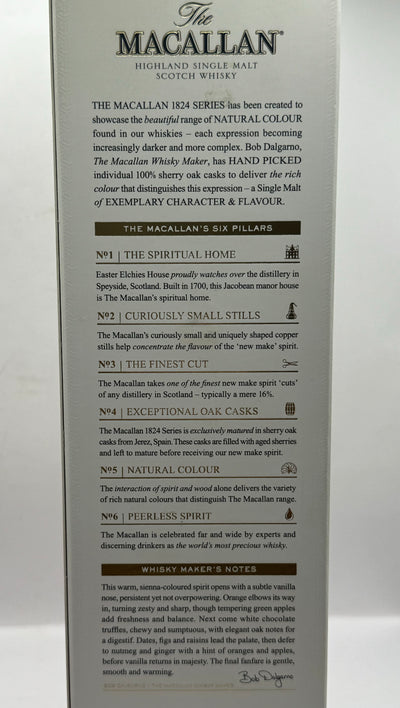 The
MACALLAN®
HIGHLAND SINGLE MALT
SCOTCH WHISKY
THE MACALLAN 1824 SERIES has been created to
showcase the beautiful range of NATURAL COLOUR
found in our whiskies – each expression becoming
increasingly darker and more complex. Bob Dalgarno,
The Macallan Whisky Maker, has HAND PICKED
individual 100% sherry oak casks to deliver the rich
colour that distinguishes this expression – a Single Malt
of EXEMPLARY CHARACTER & FLAVOUR.
THE MACALLAN'S SIX PILLARS
Nº1 | THE SPIRITUAL HOME
Easter Elchies House proudly watches over the distillery in
Speyside, Scotland. Built in 1700, this Jacobean manor house
is The Macallan's spiritual home.
Nº2 | CURIOUSLY SMALL STILLS
The Macallan's curiously small and uniquely shaped copper
stills help concentrate the flavour of the 'new make' spirit.
Nº3 | THE FINEST CUT
The Macallan takes one of the finest new make spirit 'cuts'
of any distillery in Scotland – typically a mere 16%.
Nº4 | EXCEPTIONAL OAK CASKS
The Macallan 1824 Series is exclusively matured in sherry oak
casks from Jerez, Spain. These casks are filled with aged sherries
and left to mature before receiving our new make spirit.
Nº5 | NATURAL COLOUR
The interaction of spirit and wood alone delivers the variety
of rich natural colours that distinguish The Macallan range.
Nº6 | PEERLESS SPIRIT
The Macallan is celebrated far and wide by experts and
discerning drinkers as the world's most precious whisky.
WHISKY MAKER'S NOTES
This warm, sienna-coloured spirit opens with a subtle vanilla
nose, persistent yet not overpowering. Orange elbows its way
in, turning zesty and sharp, though tempering green apples
add freshness and balance. Next come white chocolate
truffles, chewy and sumptuous, with elegant oak notes for
a digestif. Dates, figs and raisins lead the palate, then defer
to nutmeg and ginger with a hint of oranges and apples,
before vanilla returns in majesty. The final fanfare is gentle,
smooth and warming.
Bob Dalgarno
BOB DALGARNO | THE MACALLAN WHISKY MAKER